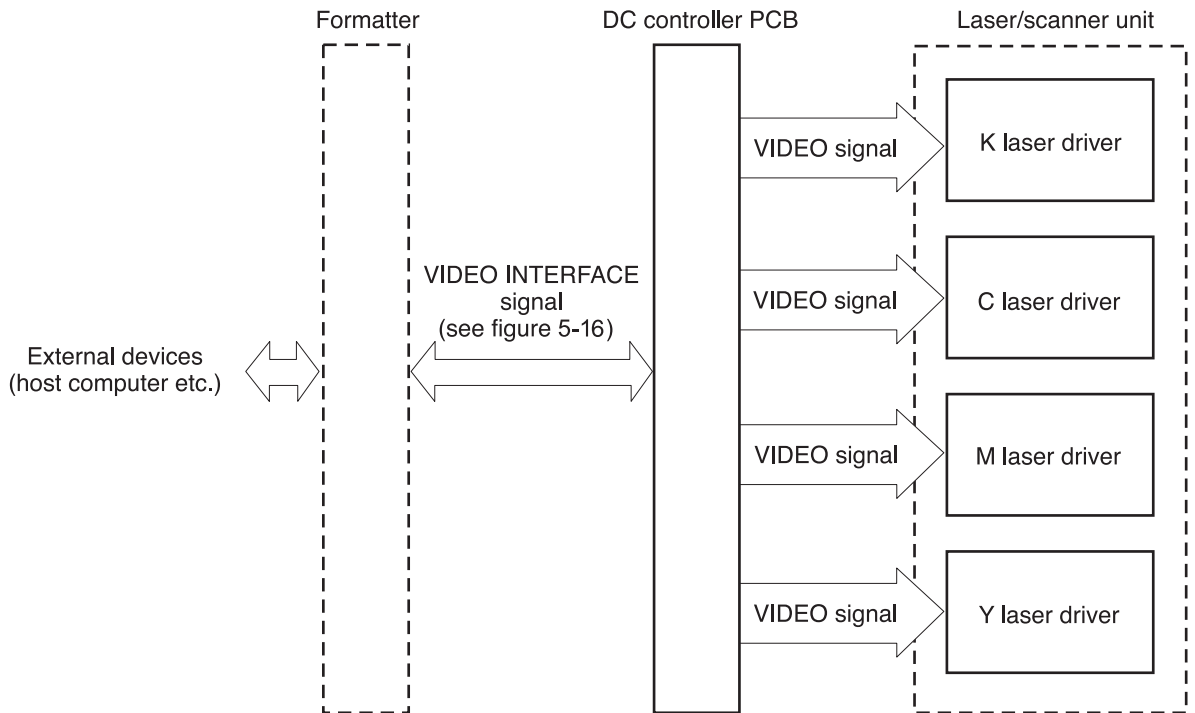 Formatter
DC controller PCB
Laser/scanner unit
VIDEO signal
K laser driver
VIDEO INTERFACE
signal
(see figure 5-16)
VIDEO signal
C laser driver
External devices
(host computer etc.)
VIDEO signal
M laser driver
VIDEO signal
Y laser driver